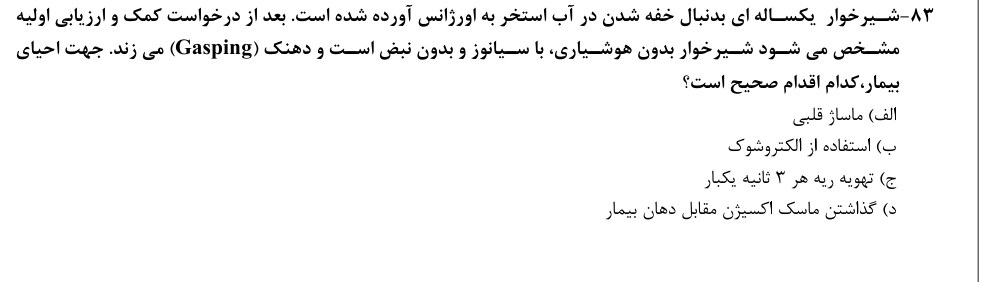 ۸۳-شیرخوار یکساله ای بدنبال خفه شدن در آب استخر به اورژانس آورده شده است. بعد از درخواست کمک و ارزیابی اولیه
مشخص می شود شیرخوار بدون هوشیاری، با سیانوز و بدون نبض است و دهنک (Gasping) می زند. جهت احیای
بیمار،کدام اقدام صحیح است؟
الف) ماساژ قلبی
ب) استفاده از الکتروشوک
ج) تهویه ریه هر ۳ ثانیه یکبار
د) گذاشتن ماسک اکسیژن مقابل دهان بیمار